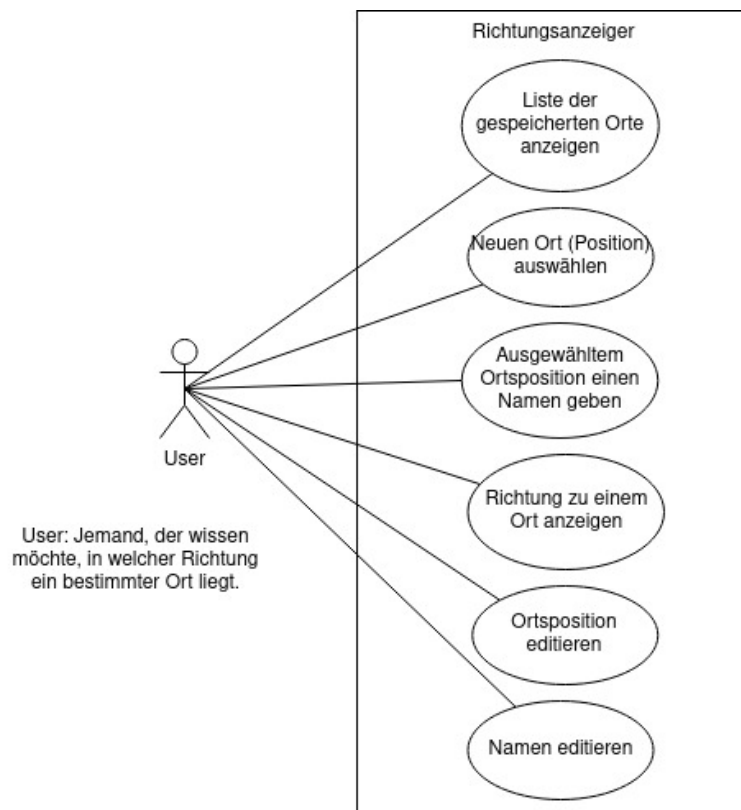 Richtungsanzeiger
Liste der
gespeicherten Orte
anzeigen
Neuen Ort (Position)
auswählen
Ausgewähltem
Ortsposition einen
Namen geben
User
Richtung zu einem
Ort anzeigen
User: Jemand, der wissen
möchte, in welcher Richtung
ein bestimmter Ort liegt.
Ortsposition
editieren
Namen editieren